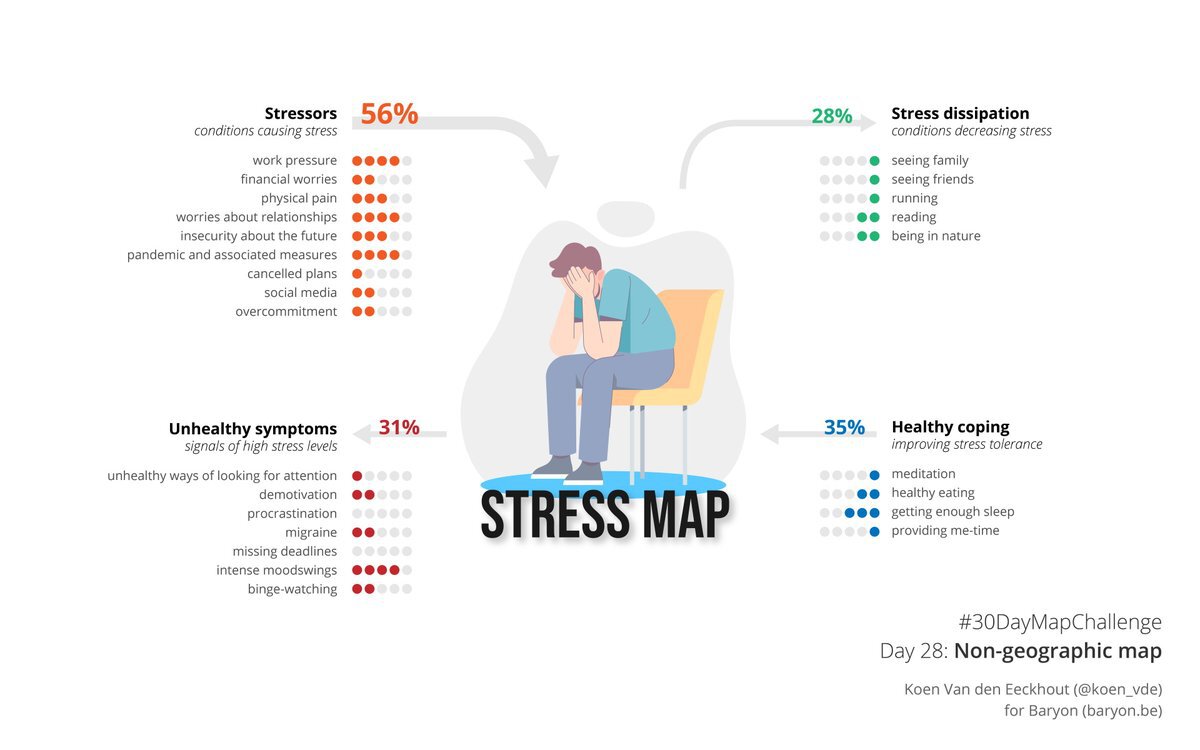 Stressors 56%
conditions causing stress
work pressure
financial worries
physical pain
worries about relationships
insecurity about the future
pandemic and associated measures
cancelled plans
social media
overcommitment
28% Stress dissipation
conditions decreasing stress
seeing family
seeing friends
running
reading
being in nature
Unhealthy symptoms 31%
signals of high stress levels
unhealthy ways of looking for attention
demotivation
procrastination
migraine
missing deadlines
intense moodswings
binge-watching
35% Healthy coping
improving stress tolerance
meditation
healthy eating
getting enough sleep
providing me-time
STRESS MAP
#30DayMapChallenge
Day 28: Non-geographic map
Koen Van den Eeckhout (@koen_vde)
for Baryon (baryon.be)